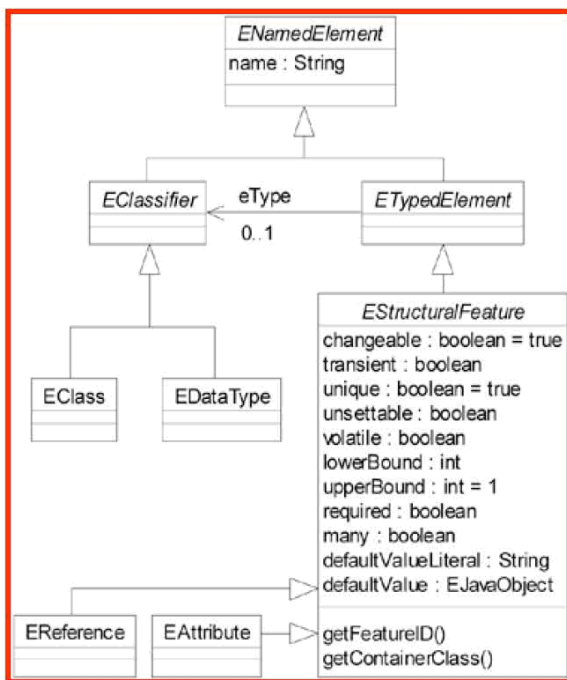 ENamedElement
name : String
EClassifier
eType
0..1
ETypedElement
EClass
EDataType
EStructuralFeature
changeable : boolean = true
transient : boolean
unique : boolean = true
unsettable : boolean
volatile : boolean
lowerBound : int
upperBound : int = 1
required : boolean
many : boolean
defaultValueLiteral : String
defaultValue : EJavaObject
getFeatureID()
getContainerClass()
EReference
EAttribute